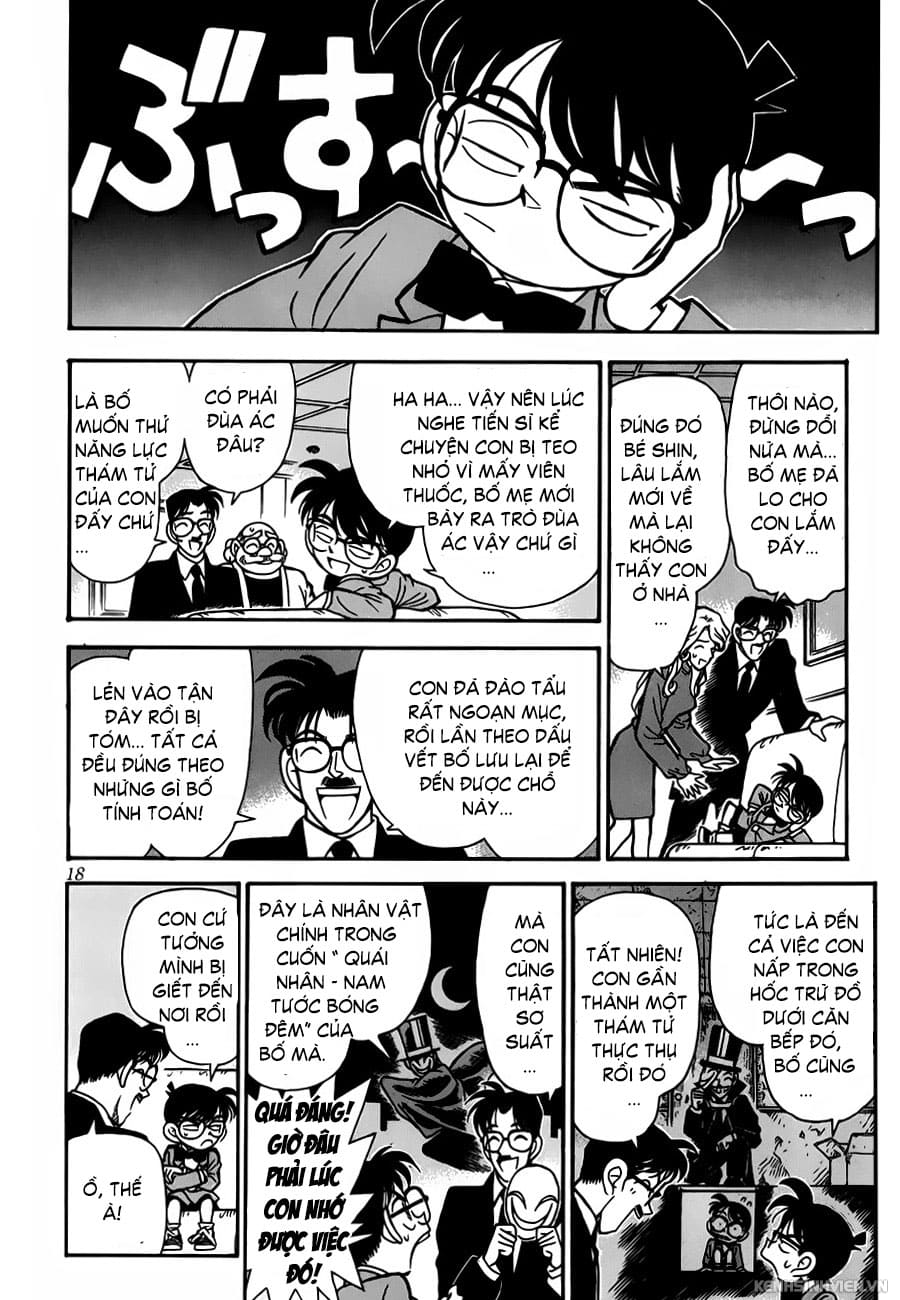 ぶっすーっ
THÔI NÀO,
ĐỪNG DỖI
NỮA MÀ...
BỐ MẸ ĐÃ
LO CHO
CON LẮM
ĐẤY...
ĐÚNG ĐÓ
BÉ SHIN,
LÂU LẮM
MỚI VỀ
MÀ LẠI
KHÔNG
THẤY CON
Ở NHÀ
...
HA HA... VẬY NÊN LÚC
NGHE TIẾN SĨ KỂ
CHUYỆN CON BỊ TEO
NHỎ VÌ MẤY VIÊN
THUỐC, BỐ MẸ MỚI
BÀY RA TRÒ ĐÙA
ÁC VẬY CHỨ GÌ
...
CÓ PHẢI
ĐÙA ÁC
ĐÂU?
LÀ BỐ
MUỐN THỬ
NĂNG LỰC
THÁM TỬ
CỦA CON
ĐẤY CHỨ
...
CON ĐÃ ĐÀO TẨU
RẤT NGOẠN MỤC,
RỒI LẦN THEO DẤU
VẾT BỐ LƯU LẠI ĐỂ
ĐẾN ĐƯỢC CHỖ
NÀY...
LÉN VÀO TẬN
ĐÂY RỒI BỊ
TÓM... TẤT CẢ
ĐỀU ĐÚNG THEO
NHỮNG GÌ BỐ
TÍNH TOÁN!
18
TỨC LÀ ĐẾN
CẢ VIỆC CON
NẤP TRONG
HỐC TRỮ ĐỒ
DƯỚI CĂN
BẾP ĐÓ,
BỐ CŨNG
...
TẤT NHIÊN!
CON GẦN
THÀNH MỘT
THÁM TỬ
THỰC THỤ
RỒI ĐÓ
...
MÀ
CON
CŨNG
THẬT
SƠ
SUẤT
...
ĐÂY LÀ NHÂN VẬT
CHÍNH TRONG
CUỐN “ QUÁI
NHÂN - NAM
TƯỚC BÓNG
ĐÊM” CỦA
BỐ MÀ.
QUÁ ĐÁNG!
GIỜ ĐÂU
PHẢI LÚC
CON NHỚ
ĐƯỢC VIỆC
ĐÓ!
CON CỨ
TƯỞNG
MÌNH BỊ
GIẾT ĐẾN
NƠI RỒI
...
Ồ, THẾ
À!
KENHSINHVIEN.VN